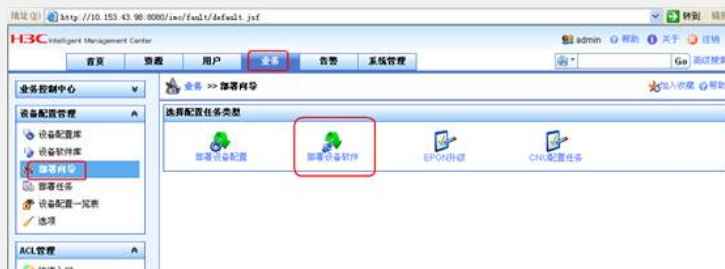 地址(D) http://10.153.43.98:8080/imc/fault/default.jsf 转到
H3C Intelligent Management Center admin 帮助 关于 注销
首页 资源 用户 业务 告警 系统管理 Go 高级搜索
业务控制中心
业务 >> 部署向导 加入收藏 帮助
设备配置管理
选择配置任务类型
设备配置库
设备软件库
部署向导
部署任务
设备配置一览表
选项
部署设备配置 部署设备软件 EPON升级 CNU配置任务
ACL管理